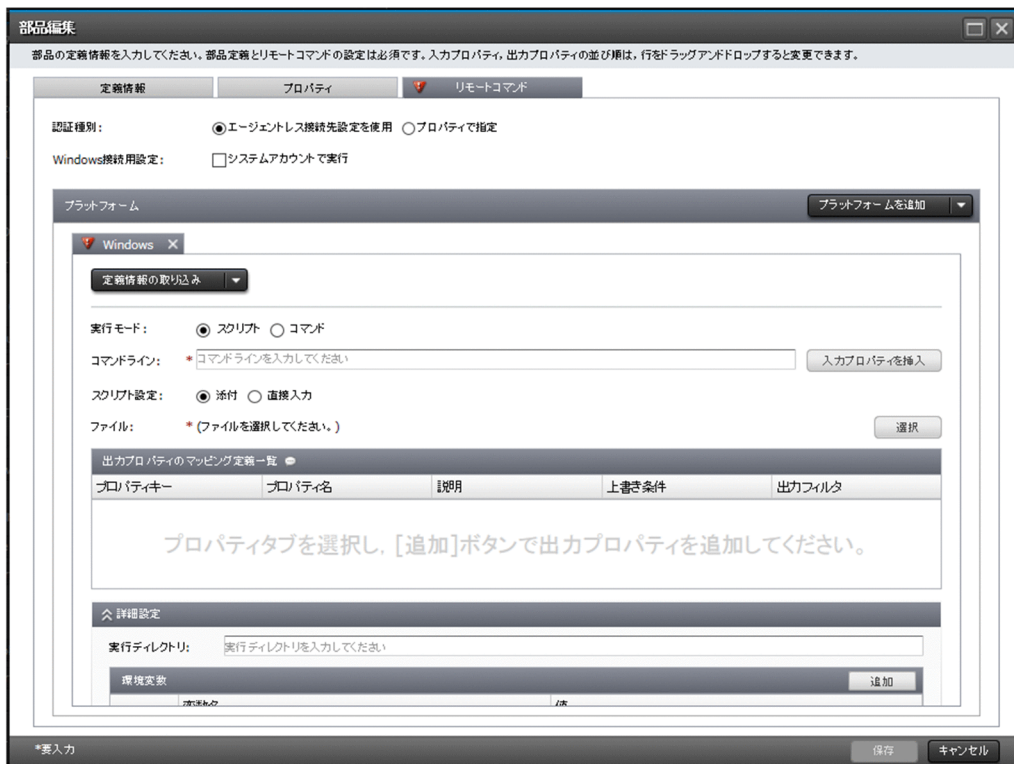 部品編集
部品の定義情報を入力してください。部品定義とリモートコマンドの設定は必須です。入力プロパティ, 出力プロパティの並び順は, 行をドラッグアンドドロップすると変更できます。
定義情報 プロパティ リモートコマンド
認証種別: エージェントレス接続先設定を使用 プロパティで指定
Windows接続用設定: システムアカウントで実行
プラットフォーム プラットフォームを追加
Windows
定義情報の取り込み
実行モード: スクリプト コマンド
コマンドライン: * コマンドラインを入力してください 入力プロパティを挿入
スクリプト設定: 添付 直接入力
ファイル: * (ファイルを選択してください。) 選択
出力プロパティのマッピング定義一覧
プロパティキー プロパティ名 説明 上書き条件 出力フィルタ
プロパティタブを選択し, [追加]ボタンで出力プロパティを追加してください。
詳細設定
実行ディレクトリ: 実行ディレクトリを入力してください
環境変数 追加
変数名 値
*要入力 保存 キャンセル